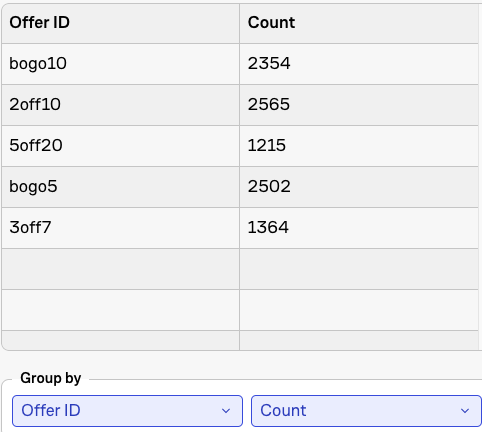 Offer ID Count
bogo10 2354
2off10 2565
5off20 1215
bogo5 2502
3off7 1364
Group by
Offer ID Count